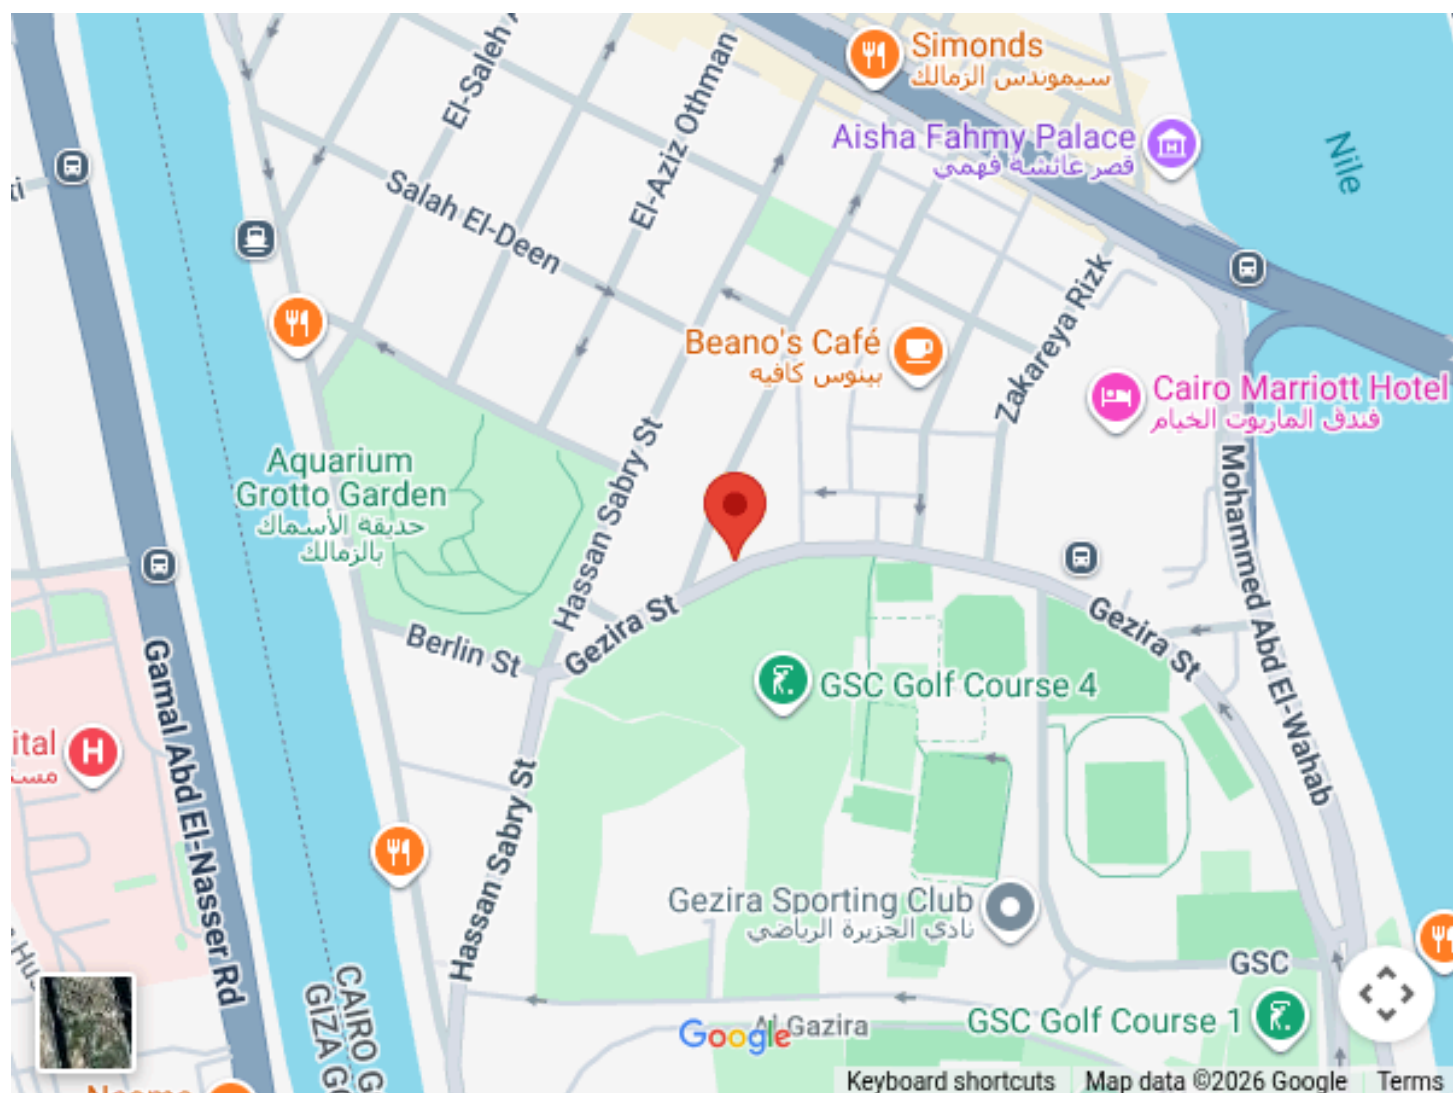 Simonds
سيموندس الزمالك
Aisha Fahmy Palace
قصر عائشة فهمي
Nile
El-Saleh
El-Aziz Othman
Salah El-Deen
Zakareya Rizk
Beano's Café
بينوس كافيه
Cairo Marriott Hotel
فندق الماريوت الخيام
Aquarium
Grotto Garden
حديقة الأسماك
بالزمالك
Hassan Sabry St
Mohammed Abd El-Wahab
Gezira St
Gezira St
Berlin St
Gamal Abd El-Nasser Rd
GSC Golf Course 4
ital
مست
Hassan Sabry St
Gezira Sporting Club
نادي الجزيرة الرياضي
GSC
CAIRO G
GIZA GO
Google
Al Gazira
GSC Golf Course 1
Keyboard shortcuts
Map data ©2026 Google
Terms